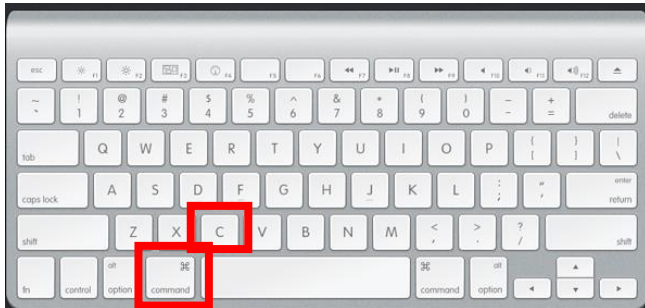 esc F1 F2 F3 F4 F5 F6 F7 F8 F9 F10 F11 F12
~ ! @ # $ % ^ & * ( ) _ +
` 1 2 3 4 5 6 7 8 9 0 - = delete
tab Q W E R T Y U I O P { [ } ] | \
caps lock A S D F G H J K L : ; " ' enter return
shift Z X C V B N M < , > . ? / shift
fn control alt option ⌘ command ⌘ command alt option